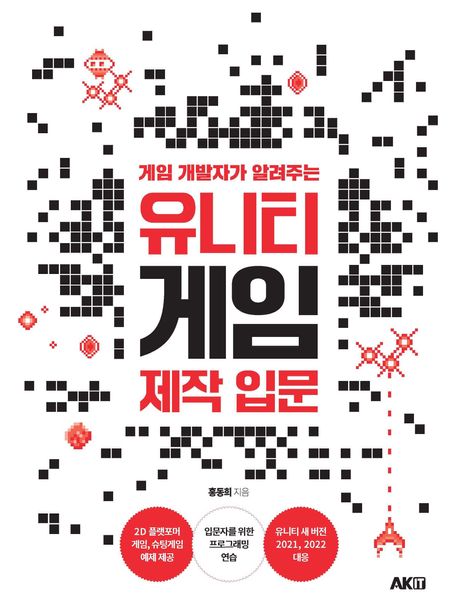 게임 개발자가 알려주는
유니티
게임
제작 입문
홍동희 지음
2D 플랫포머
게임, 슈팅게임
예제 제공
입문자를 위한
프로그래밍
연습
유니티 새 버전
2021, 2022
대응
AK IT